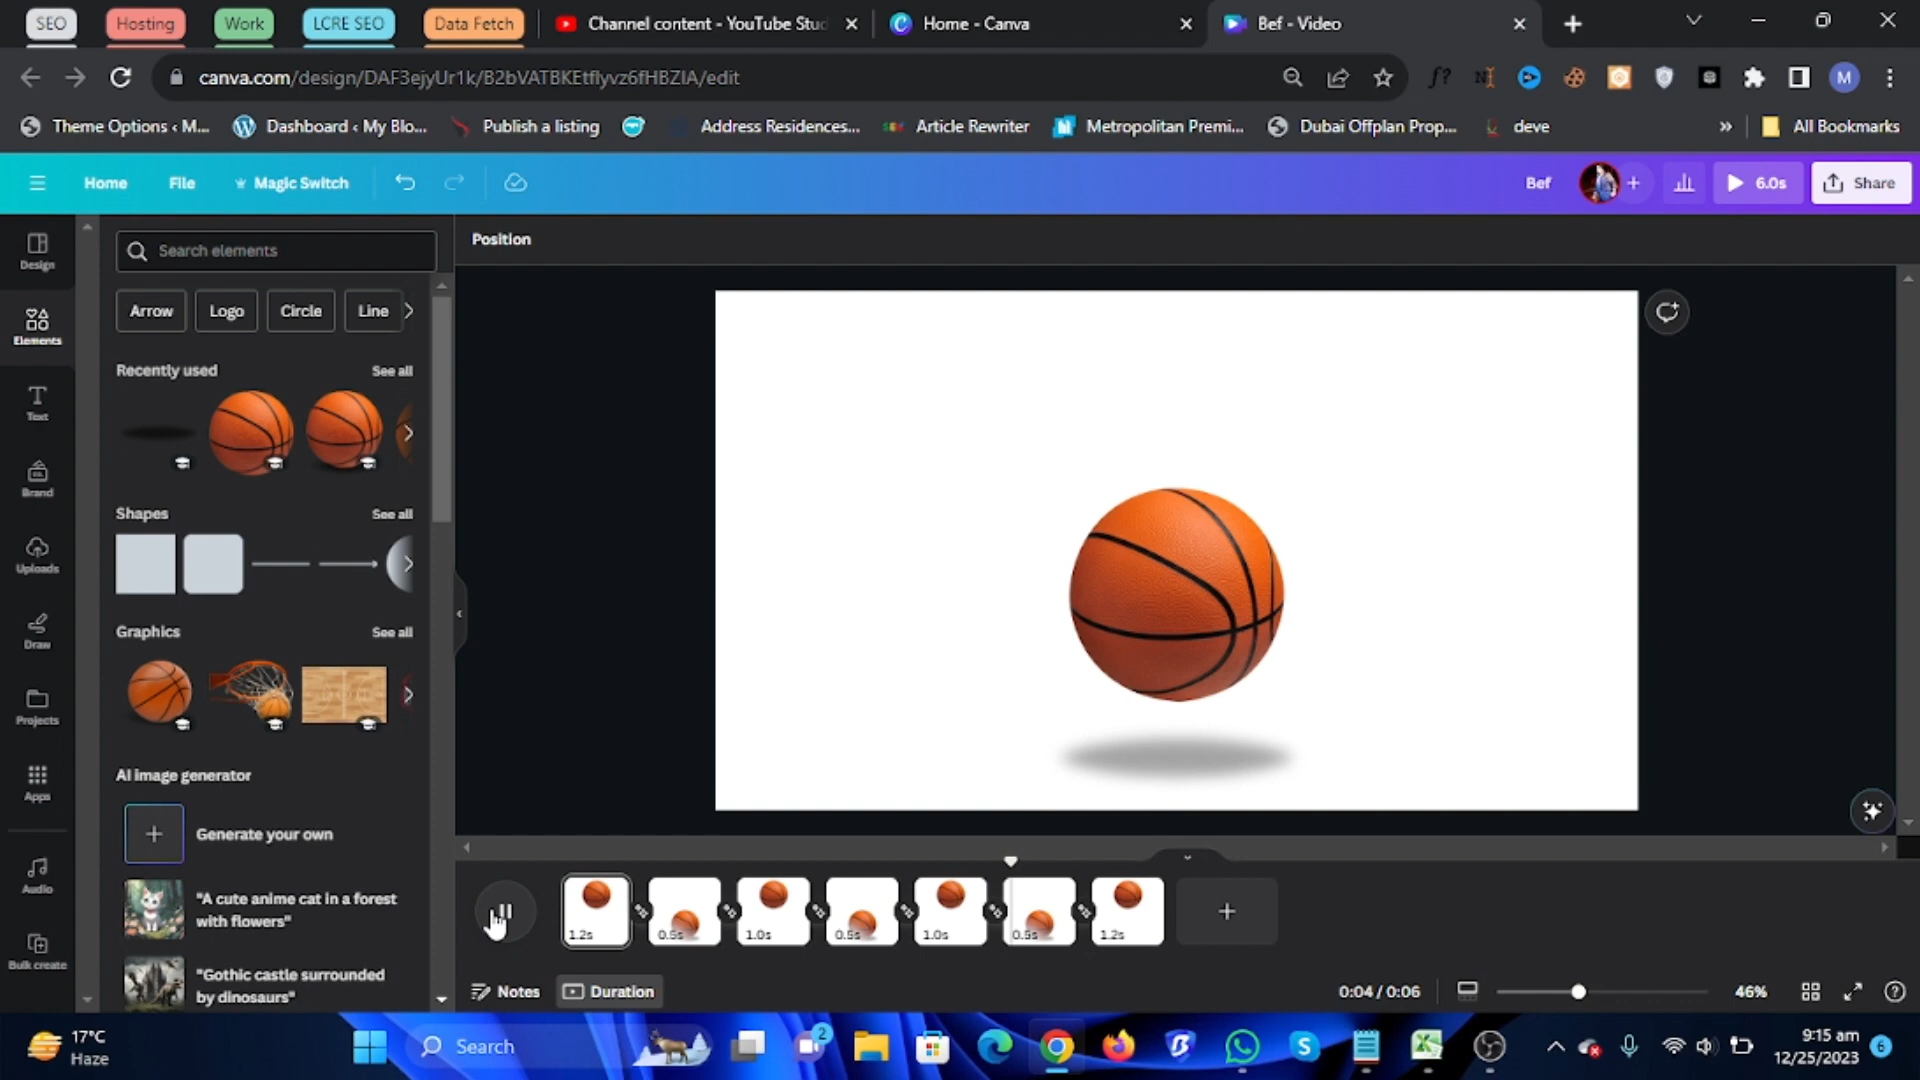 SEO
Hosting
Work
LCRE SEO
Data Fetch
Channel content - YouTube Stud
Home - Canva
Bef - Video
canva.com/design/DAF3ejyUr1k/B2bVATBKEtflyvz6fHBZIA/edit
M
Theme Options ‹ M...
Dashboard ‹ My Blo...
Publish a listing
Address Residences...
Article Rewriter
Metropolitan Premi...
Dubai Offplan Prop...
deve
All Bookmarks
Home
File
Magic Switch
Bef
6.0s
Share
Design
Elements
Text
Brand
Uploads
Draw
Projects
Apps
Audio
Bulk create
Search elements
Arrow
Logo
Circle
Line
Recently used
See all
Shapes
See all
Graphics
See all
AI image generator
Generate your own
"A cute anime cat in a forest
with flowers"
"Gothic castle surrounded
by dinosaurs"
Position
1.2s
0.5s
1.0s
0.5s
1.0s
0.5s
1.2s
Notes
Duration
0:04 / 0:06
46%
17°C
Haze
Search
2
9:15 am
12/25/2023
6